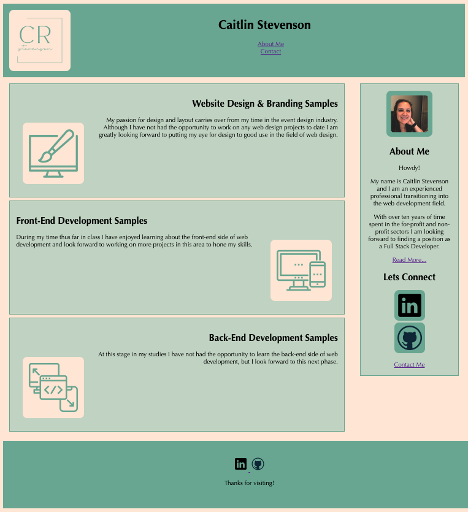 CR
Caitlin Stevenson
About Me
Contact
Website Design & Branding Samples
My passion for design and layout carries over from my time in the event design industry.
Although I have not had the opportunity to work on any web design projects to date I am
greatly looking forward to putting my eye for design to good use in the field of web design.
Front-End Development Samples
During my time thus far in class I have enjoyed learning about the front-end side of web
development and look forward to working on more projects in this area to hone my skills.
Back-End Development Samples
At this stage in my studies I have not had the opportunity to learn the back-end side of web
development, but I look forward to this next phase.
About Me
Howdy!
My name is Caitlin Stevenson
and I am an experienced
professional transitioning into
the web development field.
With over ten years of time
spent in the for-profit and non-
profit sectors I am looking
forward to finding a position as
a Full Stack Developer.
Read More...
Lets Connect
in
Contact Me
in
Thanks for visiting!